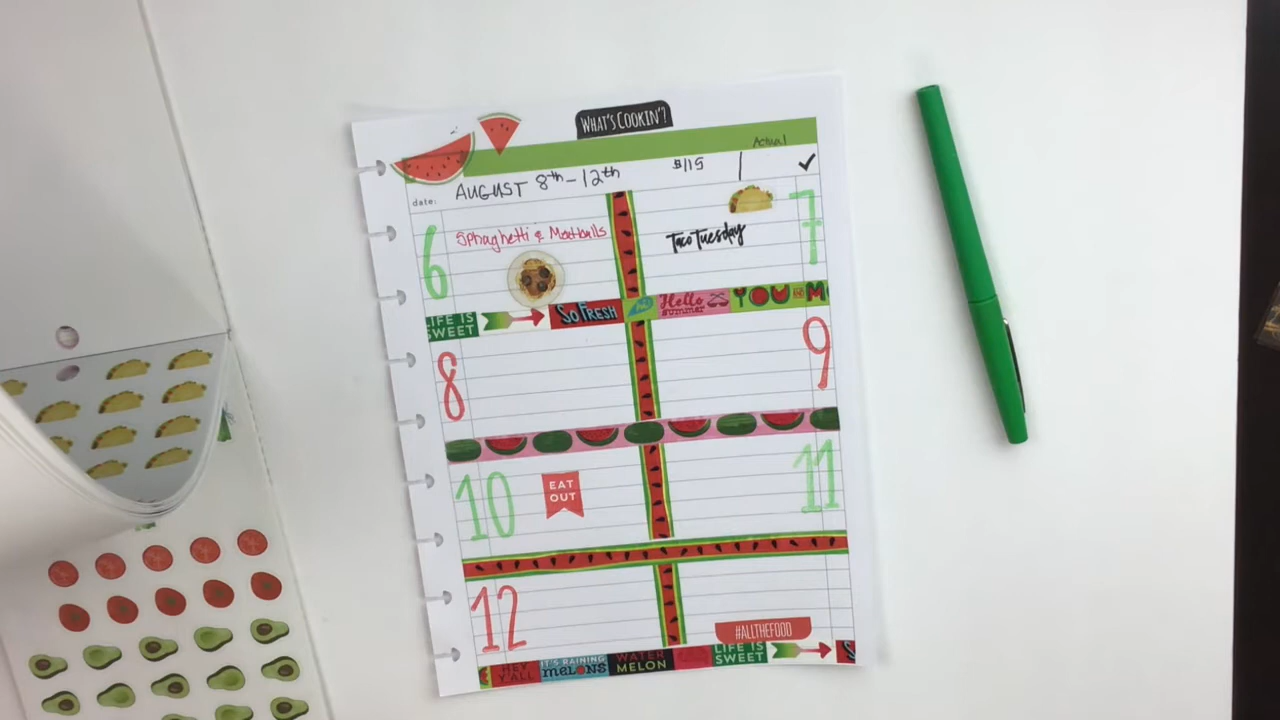 WHAT'S COOKIN'?
Actual
date: AUGUST 8th - 12th $115 | ✓
6 Sphaghetti & Meatballs Taco Tuesday 7
LIFE IS SWEET SO FRESH Hello summer YOU ME M
8 9
10 EAT OUT 11
12
#ALLTHEFOOD
HEY Y'ALL IT'S RAINING MELONS WATER MELON LIFE IS SWEET